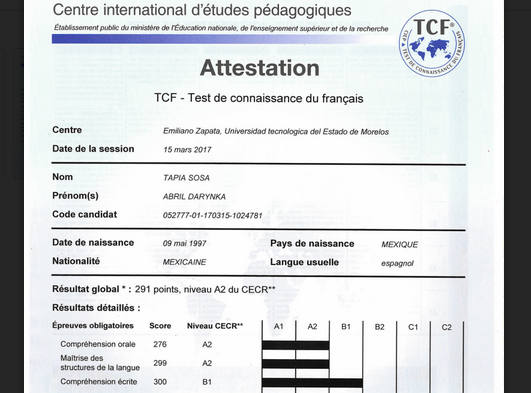 Centre international d'études pédagogiques
Établissement public du ministère de l'Éducation nationale, de l'enseignement supérieur et de la recherche
TCF®
CIEP ▲ TEST DE CONNAISSANCE DU FRANÇAIS
Attestation
TCF - Test de connaissance du français
Centre Emiliano Zapata, Universidad tecnologica del Estado de Morelos
Date de la session 15 mars 2017
Nom TAPIA SOSA
Prénom(s) ABRIL DARYNKA
Code candidat 052777-01-170315-1024781
Date de naissance 09 mai 1997 Pays de naissance MEXIQUE
Nationalité MEXICAINE Langue usuelle espagnol
Résultat global * : 291 points, niveau A2 du CECR**
Résultats détaillés :
Épreuves obligatoires Score Niveau CECR** A1 A2 B1 B2 C1 C2
Compréhension orale 276 A2
Maîtrise des
structures de la langue 299 A2
Compréhension écrite 300 B1